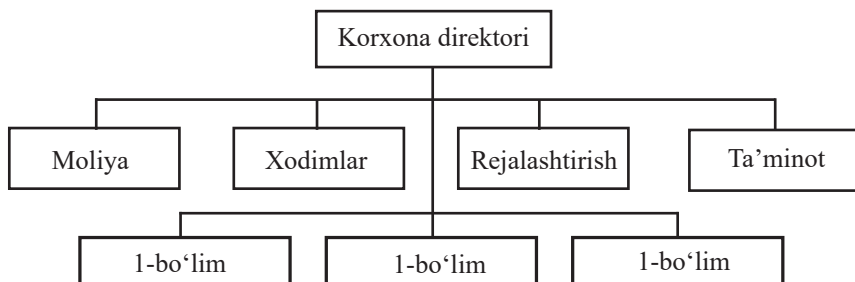 Korxona direktori
Moliya
Xodimlar
Rejalashtirish
Ta’minot
1-bo‘lim
1-bo‘lim
1-bo‘lim